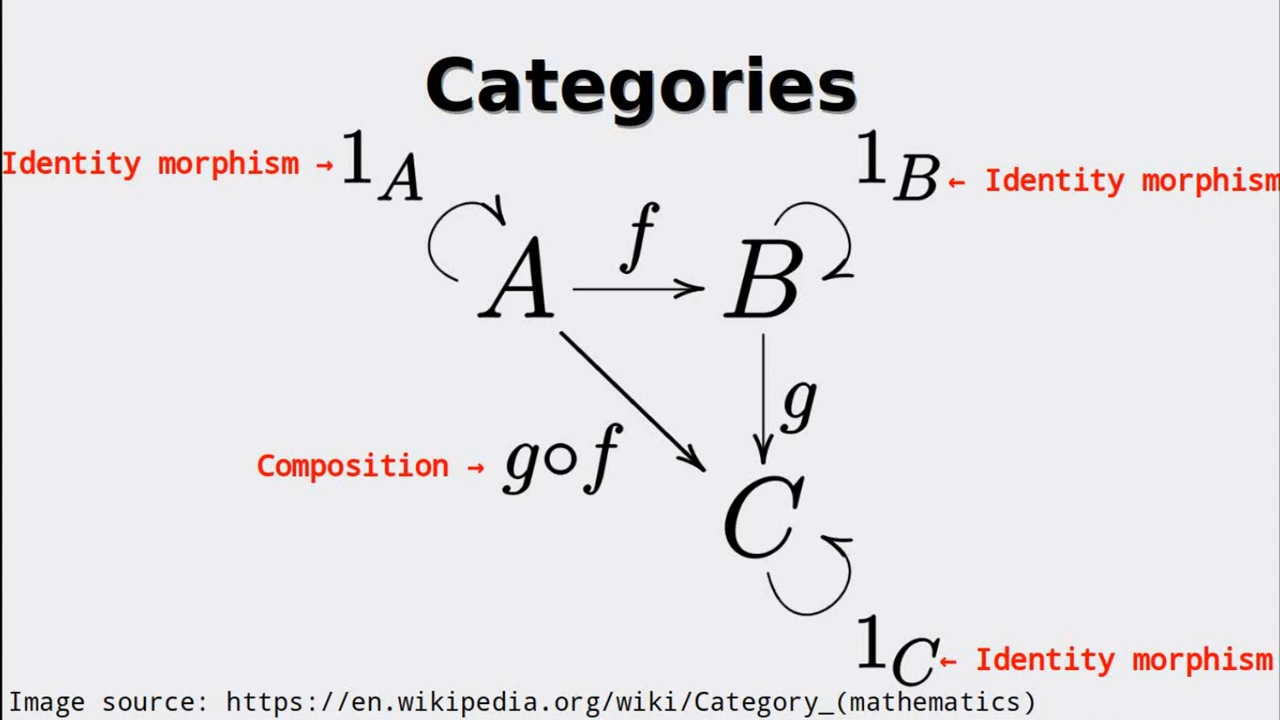 Categories
Identity morphism → 1A
1B ← Identity morphism
f
A
B
g
Composition → g∘f
C
1C ← Identity morphism
Image source: https://en.wikipedia.org/wiki/Category_(mathematics)